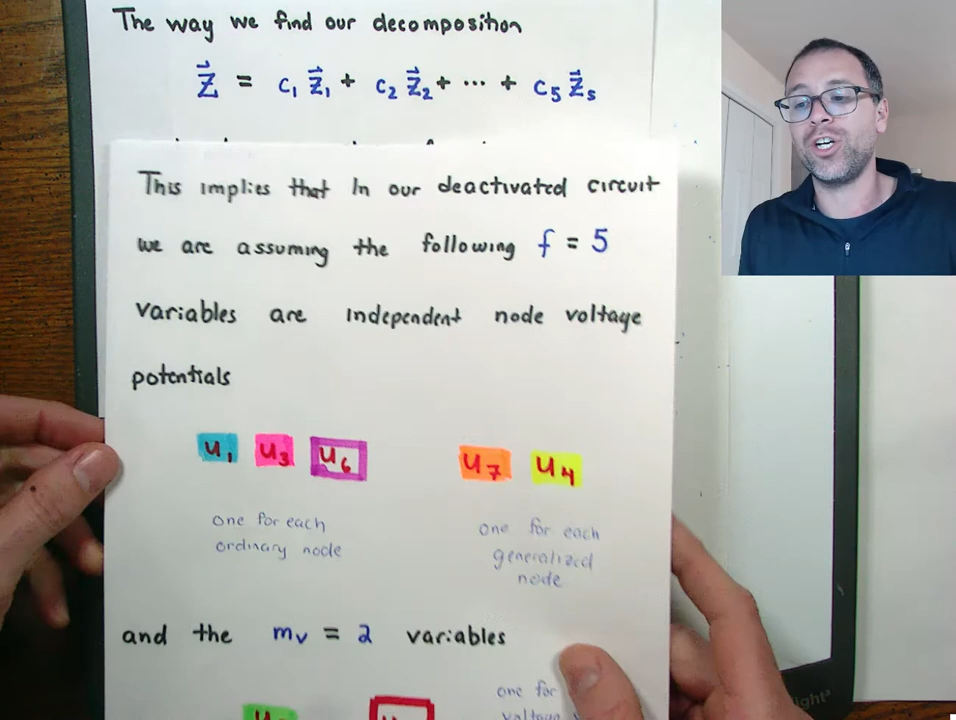 The way we find our decomposition
z⃗ = c₁ z⃗₁ + c₂ z⃗₂ + ⋯ + c₅ z⃗₅
This implies that in our deactivated circuit
we are assuming the following f = 5
variables are independent node voltage
potentials
u₁ u₃ u₆ u₇ u₄
one for each
ordinary node
one for each
generalized
node
and the mᵥ = 2 variables
one for